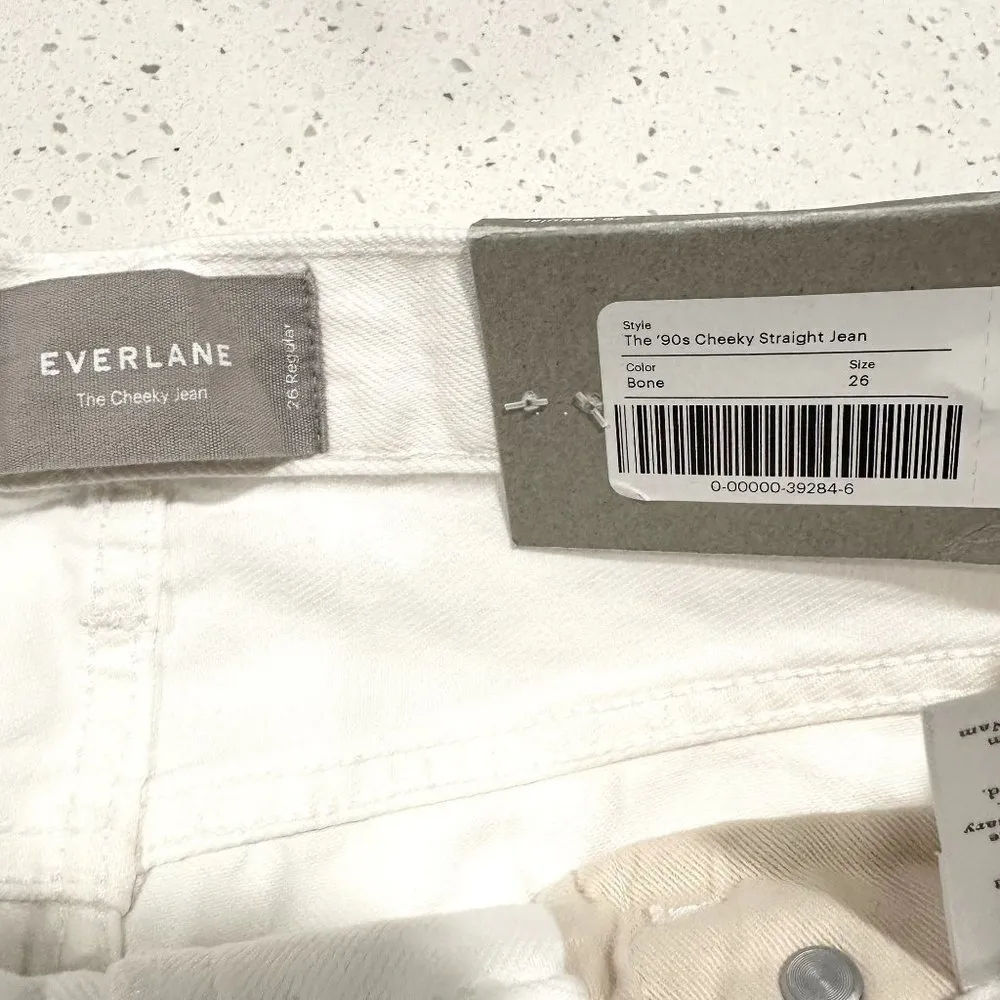 EVERLANE
The Cheeky Jean
26 Regular
Style
The '90s Cheeky Straight Jean
Color
Size
Bone
26
0-00000-39284-6